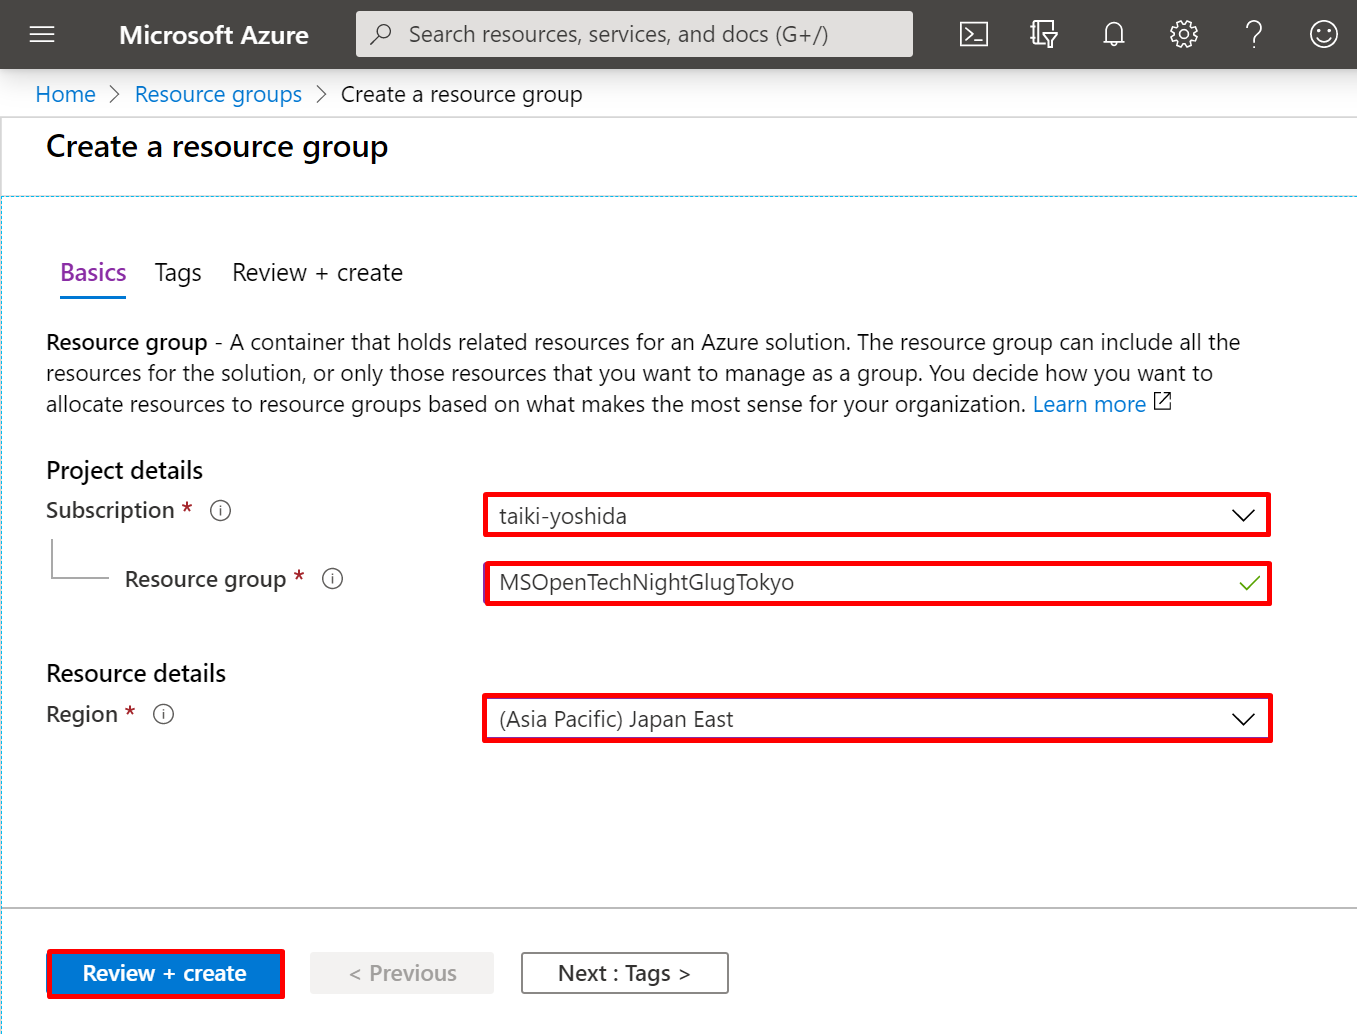 Microsoft Azure
Search resources, services, and docs (G+/)
Home > Resource groups > Create a resource group
Create a resource group
Basics Tags Review + create
Resource group - A container that holds related resources for an Azure solution. The resource group can include all the
resources for the solution, or only those resources that you want to manage as a group. You decide how you want to
allocate resources to resource groups based on what makes the most sense for your organization. Learn more
Project details
Subscription *
taiki-yoshida
Resource group *
MSOpenTechNightGlugTokyo
Resource details
Region *
(Asia Pacific) Japan East
Review + create
< Previous
Next : Tags >